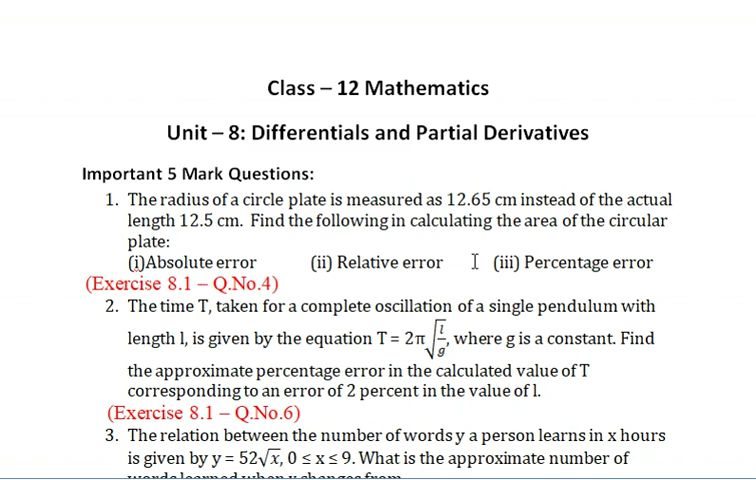 Class – 12 Mathematics
Unit – 8: Differentials and Partial Derivatives
Important 5 Mark Questions:
1. The radius of a circle plate is measured as 12.65 cm instead of the actual
length 12.5 cm. Find the following in calculating the area of the circular
plate:
(i)Absolute error (ii) Relative error (iii) Percentage error
(Exercise 8.1 – Q.No.4)
2. The time T, taken for a complete oscillation of a single pendulum with
length l, is given by the equation T = 2π√(l/g), where g is a constant. Find
the approximate percentage error in the calculated value of T
corresponding to an error of 2 percent in the value of l.
(Exercise 8.1 – Q.No.6)
3. The relation between the number of words y a person learns in x hours
is given by y = 52√x, 0 ≤ x ≤ 9. What is the approximate number of
words learned when x changes from